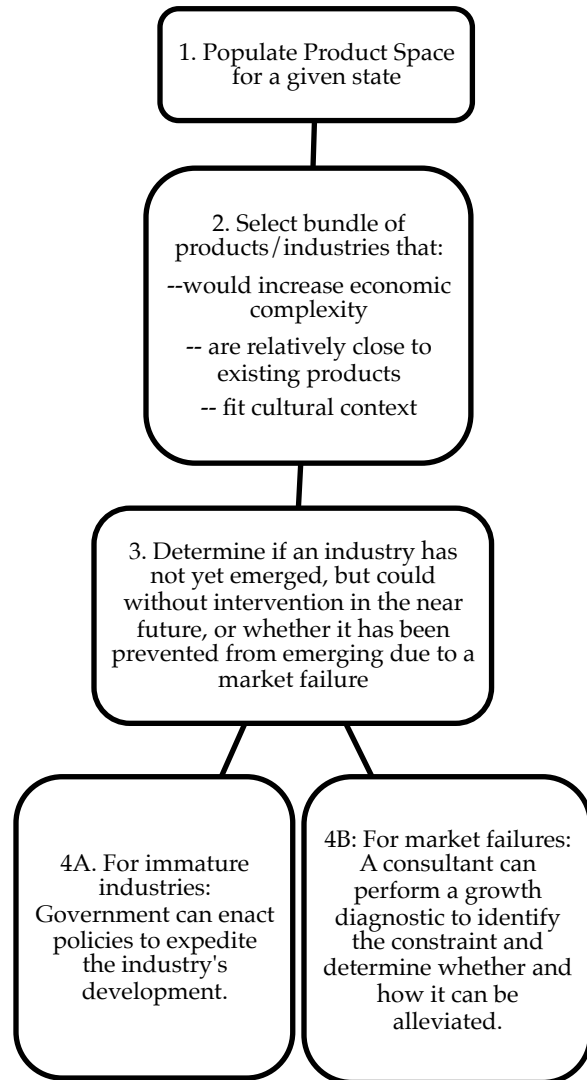 1. Populate Product Space
for a given state
2. Select bundle of
products/industries that:
--would increase economic
complexity
-- are relatively close to
existing products
-- fit cultural context
3. Determine if an industry has
not yet emerged, but could
without intervention in the near
future, or whether it has been
prevented from emerging due to a
market failure
4A. For immature
industries:
Government can enact
policies to expedite
the industry's
development.
4B: For market failures:
A consultant can
perform a growth
diagnostic to identify
the constraint and
determine whether and
how it can be
alleviated.